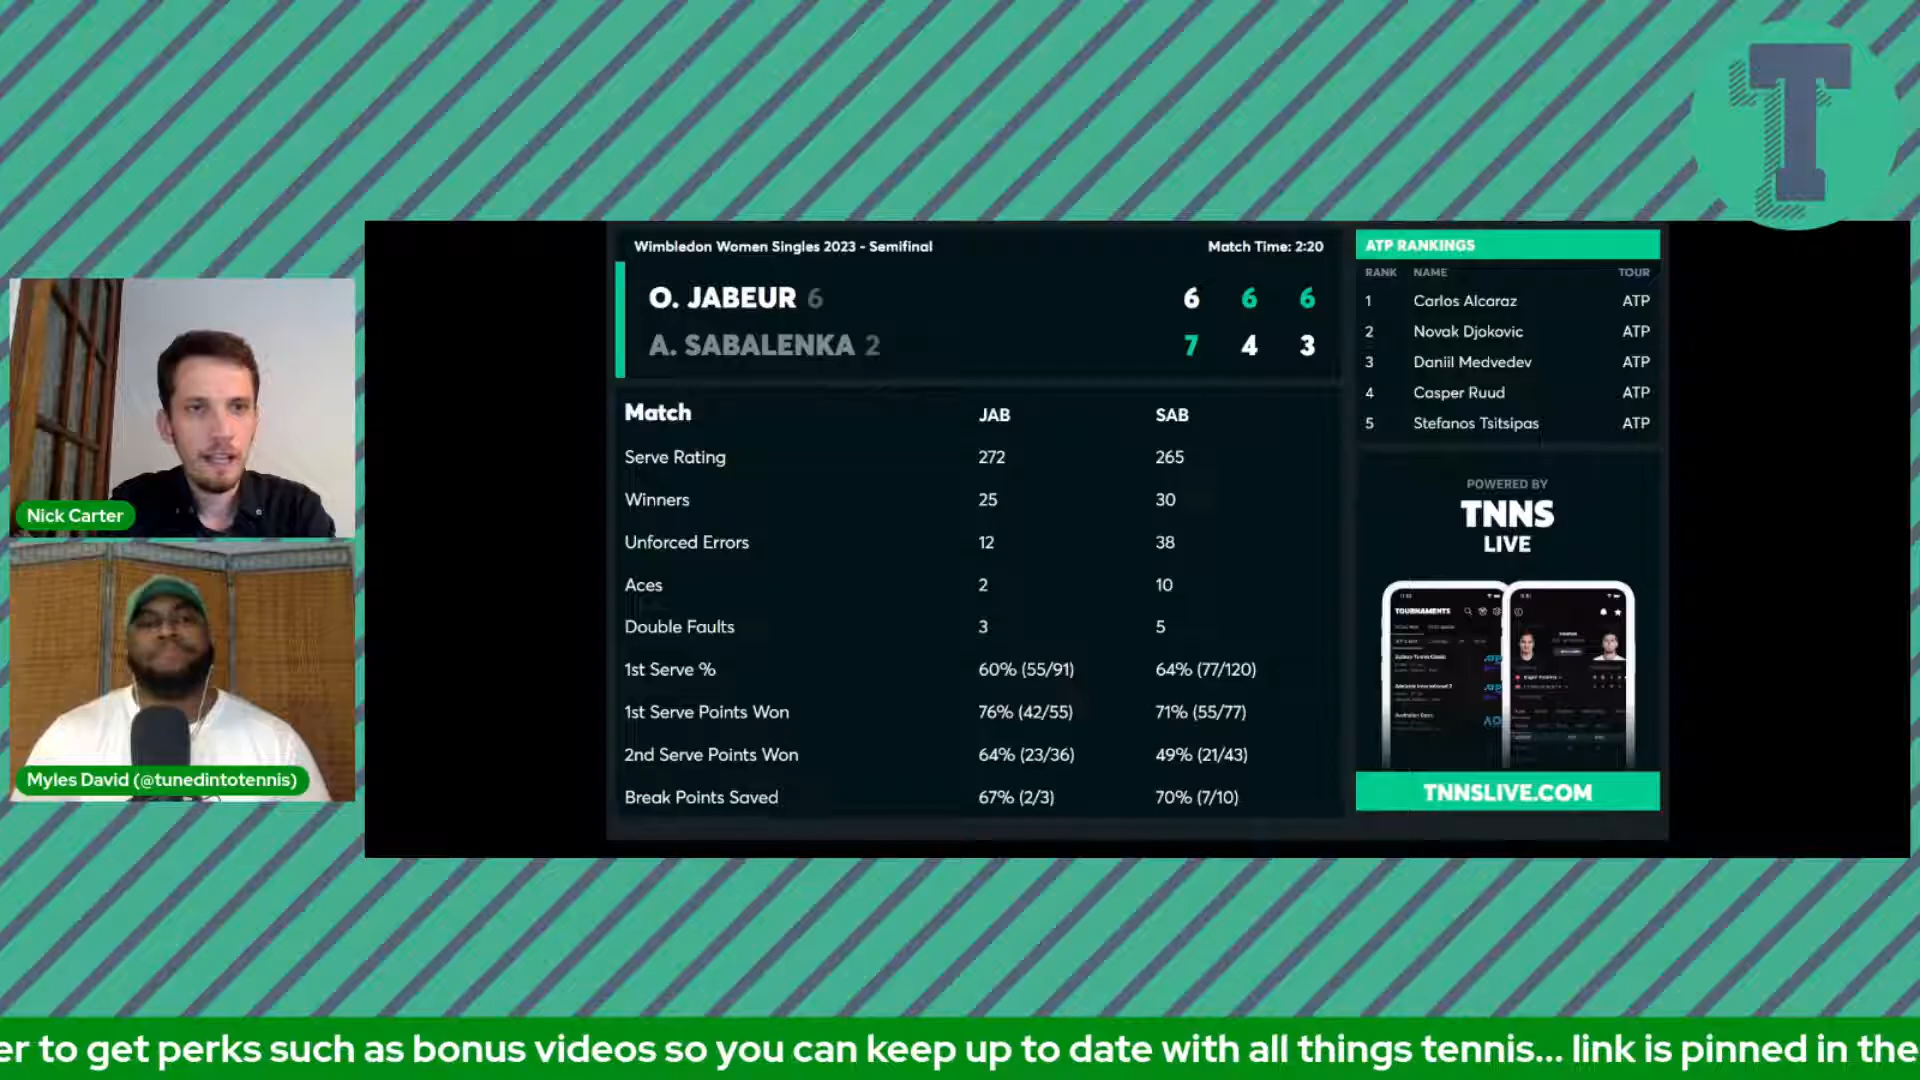 T
Wimbledon Women Singles 2023 - Semifinal Match Time: 2:20
O. JABEUR 6 6 6 6
A. SABALENKA 2 7 4 3
Match JAB SAB
Serve Rating 272 265
Winners 25 30
Unforced Errors 12 38
Aces 2 10
Double Faults 3 5
1st Serve % 60% (55/91) 64% (77/120)
1st Serve Points Won 76% (42/55) 71% (55/77)
2nd Serve Points Won 64% (23/36) 49% (21/43)
Break Points Saved 67% (2/3) 70% (7/10)
ATP RANKINGS
RANK NAME TOUR
1 Carlos Alcaraz ATP
2 Novak Djokovic ATP
3 Daniil Medvedev ATP
4 Casper Ruud ATP
5 Stefanos Tsitsipas ATP
POWERED BY
TNNS
LIVE
TOURNAMENTS
TNNSLIVE.COM
Nick Carter
Myles David (@tunedintotennis)
er to get perks such as bonus videos so you can keep up to date with all things tennis... link is pinned in the